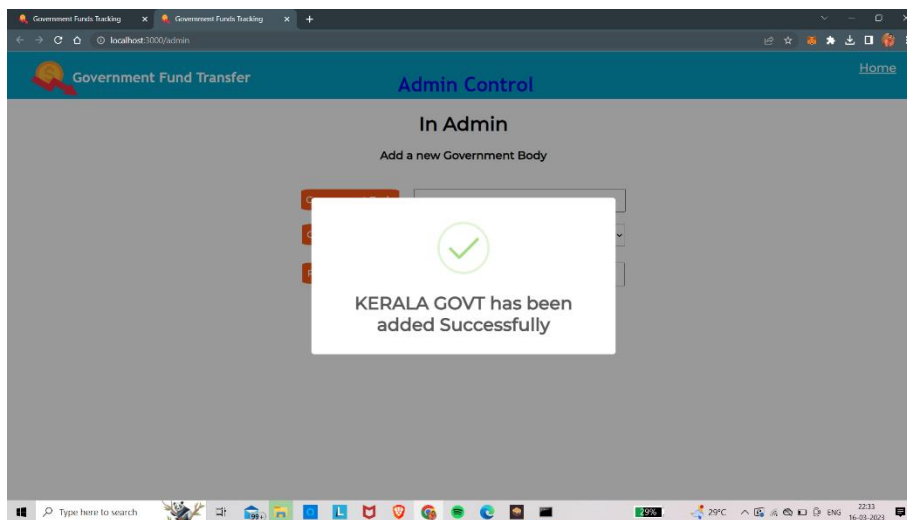 Government Funds Tracking
Government Funds Tracking
localhost:3000/admin
Government Fund Transfer
Admin Control
Home
In Admin
Add a new Government Body
KERALA GOVT has been
added Successfully
Type here to search
99+
29%
29°C
ENG
22:33
16-03-2023